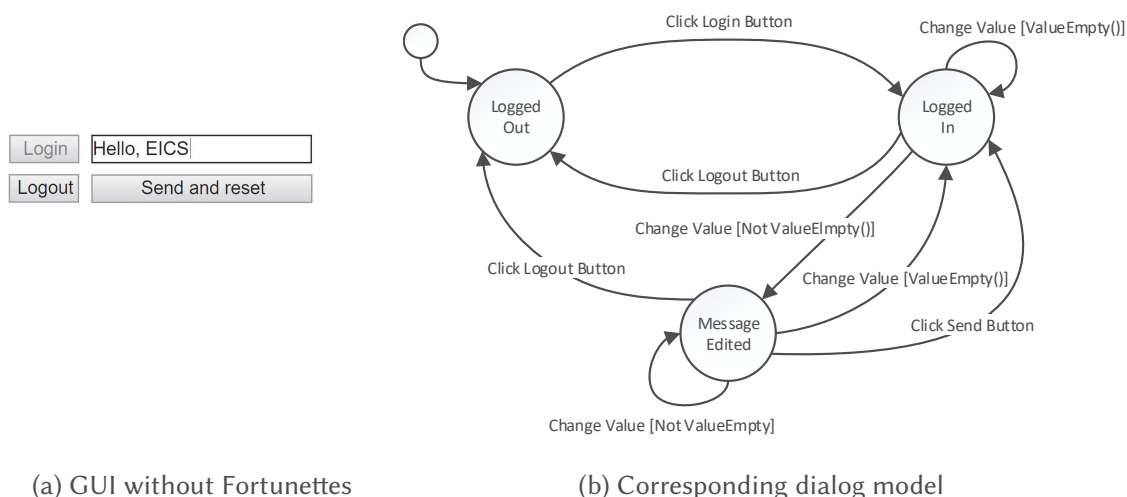 Login
Hello, EICS
Logout
Send and reset
Click Login Button
Change Value [ValueEmpty()]
Logged
Out
Logged
In
Click Logout Button
Change Value [Not ValueElmpty()]
Click Logout Button
Change Value [ValueEmpty()]
Message
Edited
Click Send Button
Change Value [Not ValueEmpty]
(a) GUI without Fortunettes
(b) Corresponding dialog model